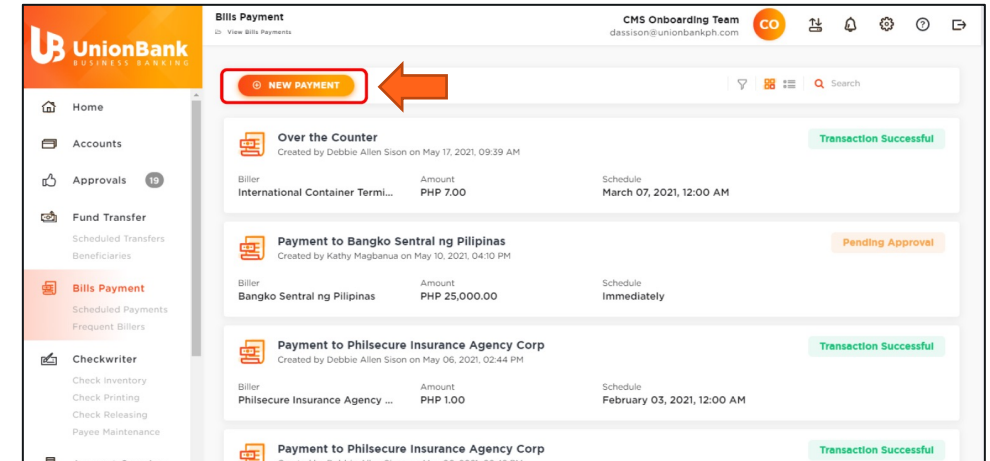 UnionBank
BUSINESS BANKING
Home
Accounts
Approvals 19
Fund Transfer
Scheduled Transfers
Beneficiaries
Bills Payment
Scheduled Payments
Frequent Billers
Checkwriter
Check Inventory
Check Printing
Check Releasing
Payee Maintenance
Bills Payment
View Bills Payments
CMS Onboarding Team
dassison@unionbankph.com
CO
NEW PAYMENT
Search
Over the Counter
Transaction Successful
Created by Debbie Allen Sison on May 17, 2021, 09:39 AM
Biller Amount Schedule
International Container Termi... PHP 7.00 March 07, 2021, 12:00 AM
Payment to Bangko Sentral ng Pilipinas
Pending Approval
Created by Kathy Magbanua on May 10, 2021, 04:10 PM
Biller Amount Schedule
Bangko Sentral ng Pilipinas PHP 25,000.00 Immediately
Payment to Philsecure Insurance Agency Corp
Transaction Successful
Created by Debbie Allen Sison on May 06, 2021, 02:44 PM
Biller Amount Schedule
Philsecure Insurance Agency ... PHP 1.00 February 03, 2021, 12:00 AM
Payment to Philsecure Insurance Agency Corp
Transaction Successful